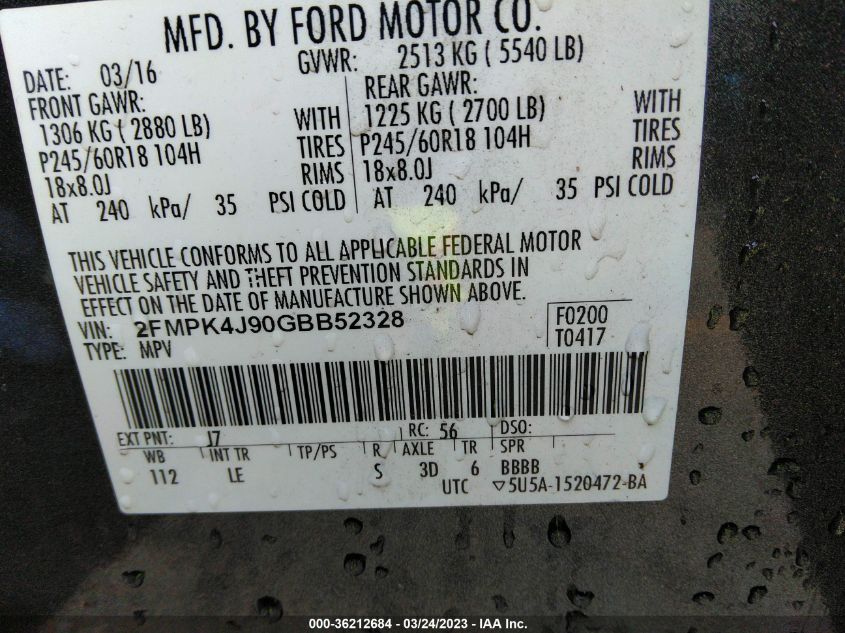 MFD. BY FORD MOTOR CO.
DATE: 03/16 GVWR: 2513 KG ( 5540 LB)
FRONT GAWR: REAR GAWR:
1306 KG ( 2880 LB) WITH 1225 KG ( 2700 LB) WITH
P245/60R18 104H TIRES P245/60R18 104H TIRES
18x8.0J RIMS 18x8.0J RIMS
AT 240 kPa/ 35 PSI COLD AT 240 kPa/ 35 PSI COLD
THIS VEHICLE CONFORMS TO ALL APPLICABLE FEDERAL MOTOR
VEHICLE SAFETY AND THEFT PREVENTION STANDARDS IN
EFFECT ON THE DATE OF MANUFACTURE SHOWN ABOVE.
VIN: 2FMPK4J90GBB52328 F0200
TYPE: MPV T0417
EXT PNT: J7 RC: 56 DSO:
WB INT TR TP/PS R AXLE TR SPR
112 LE S 3D 6 BBBB
UTC ▽5U5A-1520472-BA
000-36212684 — 03/24/2023 — IAA Inc.